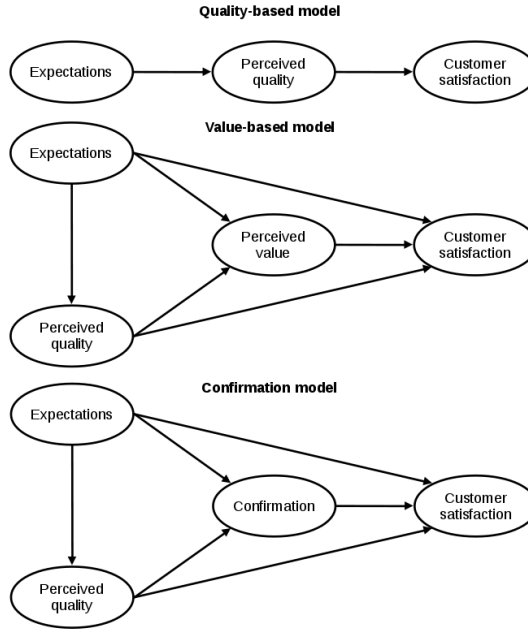 Quality-based model
Expectations
Perceived
quality
Customer
satisfaction
Value-based model
Expectations
Perceived
value
Customer
satisfaction
Perceived
quality
Confirmation model
Expectations
Confirmation
Customer
satisfaction
Perceived
quality